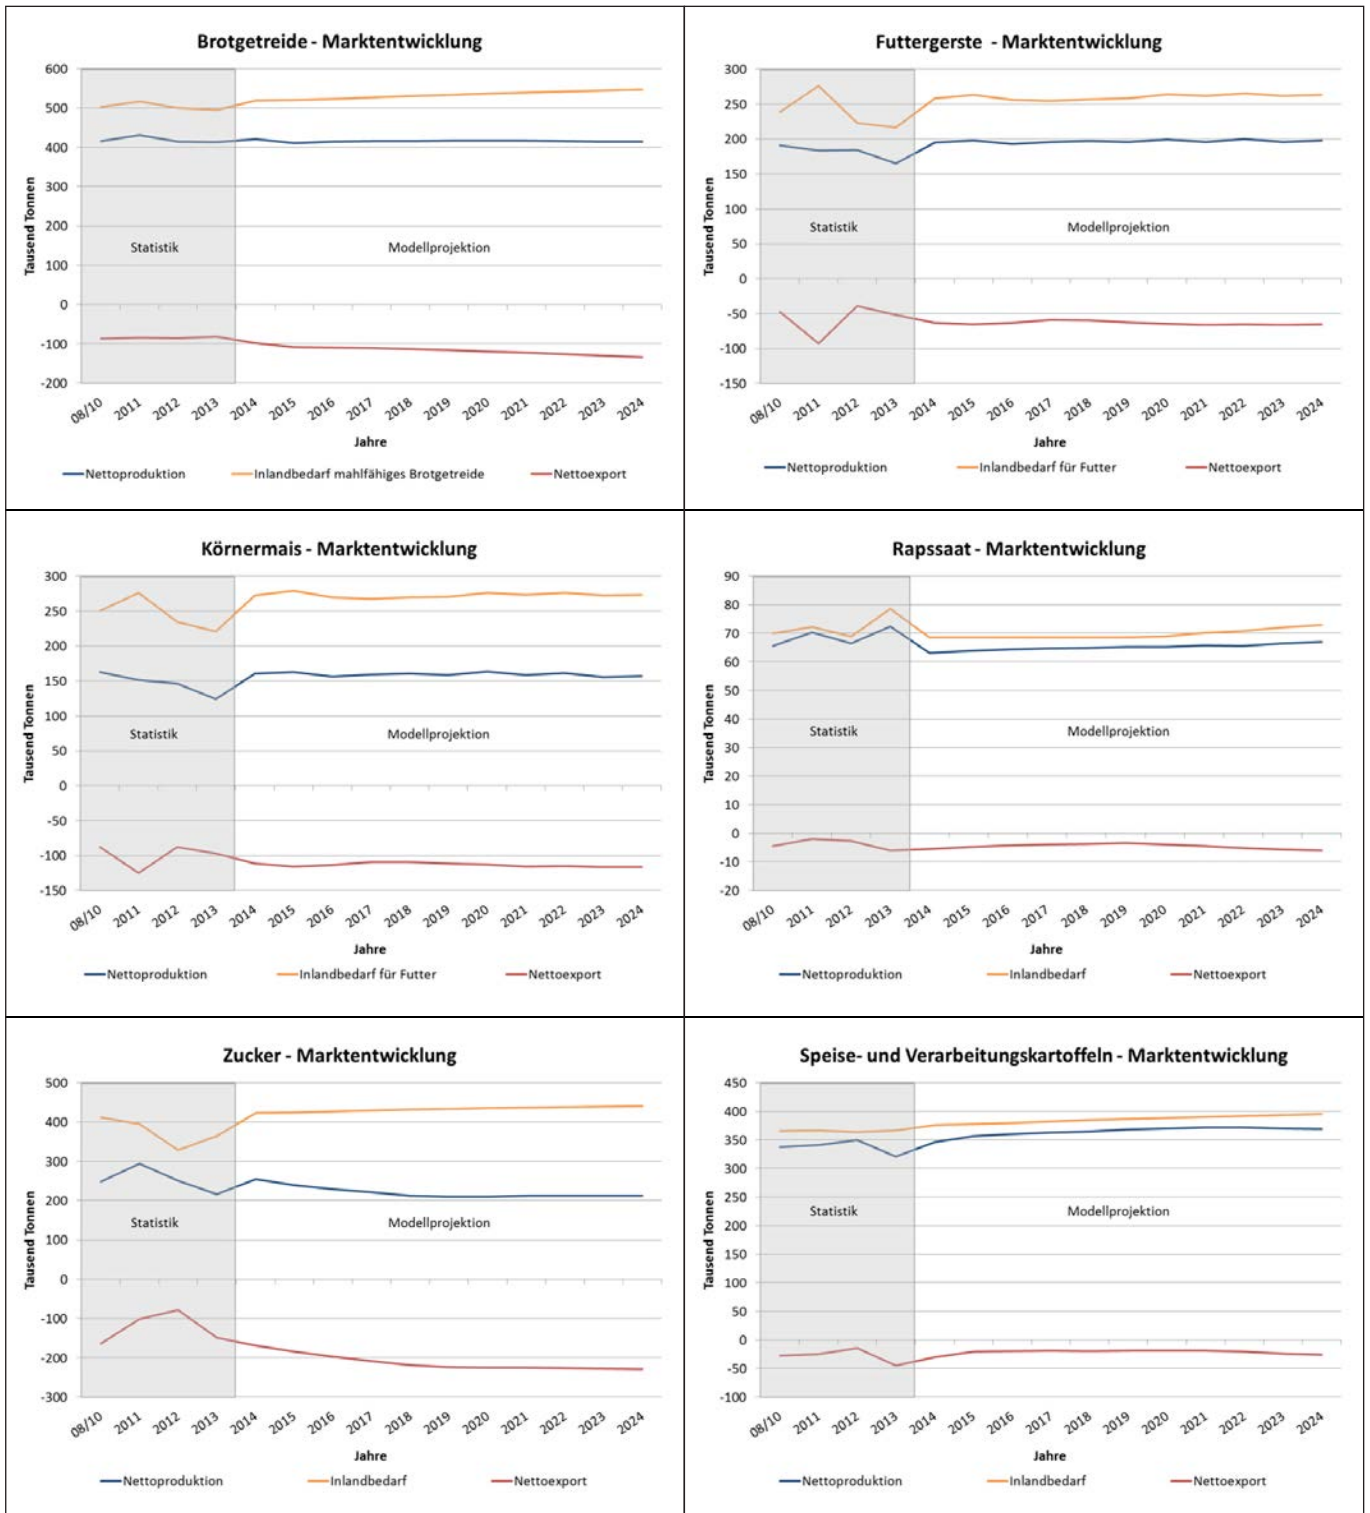 Brotgetreide - Marktentwicklung
600
500
400
300
200
100
0
-100
-200
Tausend Tonnen
Statistik
Modellprojektion
08/10 2011 2012 2013 2014 2015 2016 2017 2018 2019 2020 2021 2022 2023 2024
Jahre
Nettoproduktion Inlandbedarf mahlfähiges Brotgetreide Nettoexport
Futtergerste - Marktentwicklung
300
250
200
150
100
50
0
-50
-100
-150
Tausend Tonnen
Statistik
Modellprojektion
08/10 2011 2012 2013 2014 2015 2016 2017 2018 2019 2020 2021 2022 2023 2024
Jahre
Nettoproduktion Inlandbedarf für Futter Nettoexport
Körnermais - Marktentwicklung
300
250
200
150
100
50
0
-50
-100
-150
Tausend Tonnen
Statistik
Modellprojektion
08/10 2011 2012 2013 2014 2015 2016 2017 2018 2019 2020 2021 2022 2023 2024
Jahre
Nettoproduktion Inlandbedarf für Futter Nettoexport
Rapssaat - Marktentwicklung
90
80
70
60
50
40
30
20
10
0
-10
-20
Tausend Tonnen
Statistik
Modellprojektion
08/10 2011 2012 2013 2014 2015 2016 2017 2018 2019 2020 2021 2022 2023 2024
Jahre
Nettoproduktion Inlandbedarf Nettoexport
Zucker - Marktentwicklung
500
400
300
200
100
0
-100
-200
-300
Tausend Tonnen
Statistik
Modellprojektion
08/10 2011 2012 2013 2014 2015 2016 2017 2018 2019 2020 2021 2022 2023 2024
Jahre
Nettoproduktion Inlandbedarf Nettoexport
Speise- und Verarbeitungskartoffeln - Marktentwicklung
450
400
350
300
250
200
150
100
50
0
-50
-100
Tausend Tonnen
Statistik
Modellprojektion
08/10 2011 2012 2013 2014 2015 2016 2017 2018 2019 2020 2021 2022 2023 2024
Jahre
Nettoproduktion Inlandbedarf Nettoexport